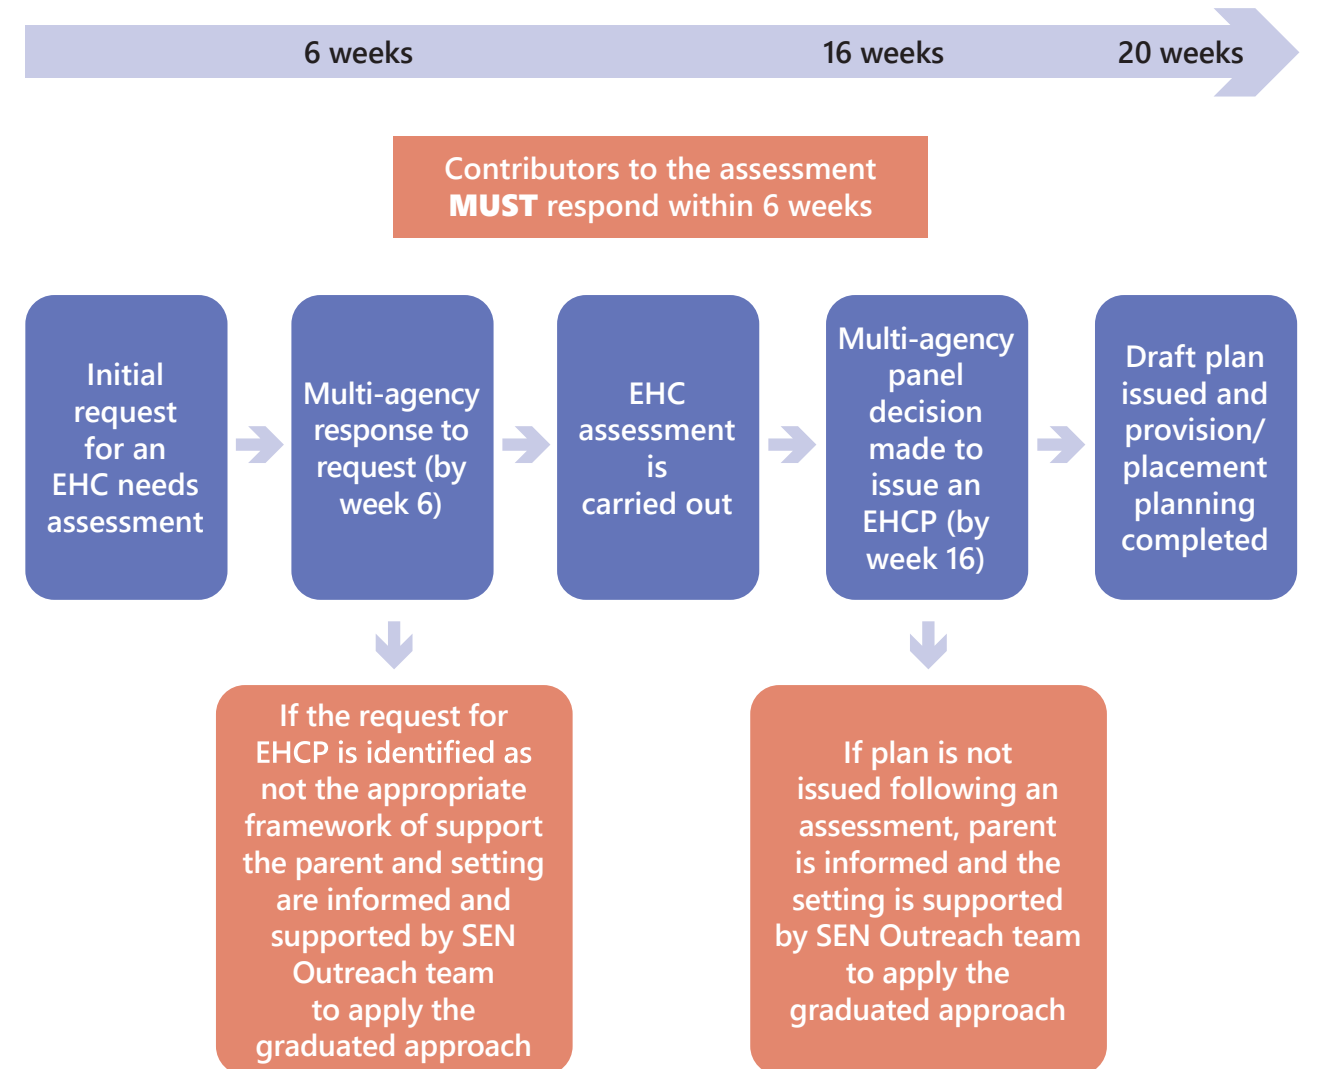 6 weeks
16 weeks
20 weeks
Contributors to the assessment
MUST respond within 6 weeks
Initial
request
for an
EHC needs
assessment
Multi-agency
response to
request (by
week 6)
EHC
assessment
is
carried out
Multi-agency
panel
decision
made to
issue an
EHCP (by
week 16)
Draft plan
issued and
provision/
placement
planning
completed
If the request for
EHCP is identified as
not the appropriate
framework of support
the parent and setting
are informed and
supported by SEN
Outreach team
to apply the
graduated approach
If plan is not
issued following an
assessment, parent
is informed and the
setting is supported
by SEN Outreach team
to apply the
graduated approach